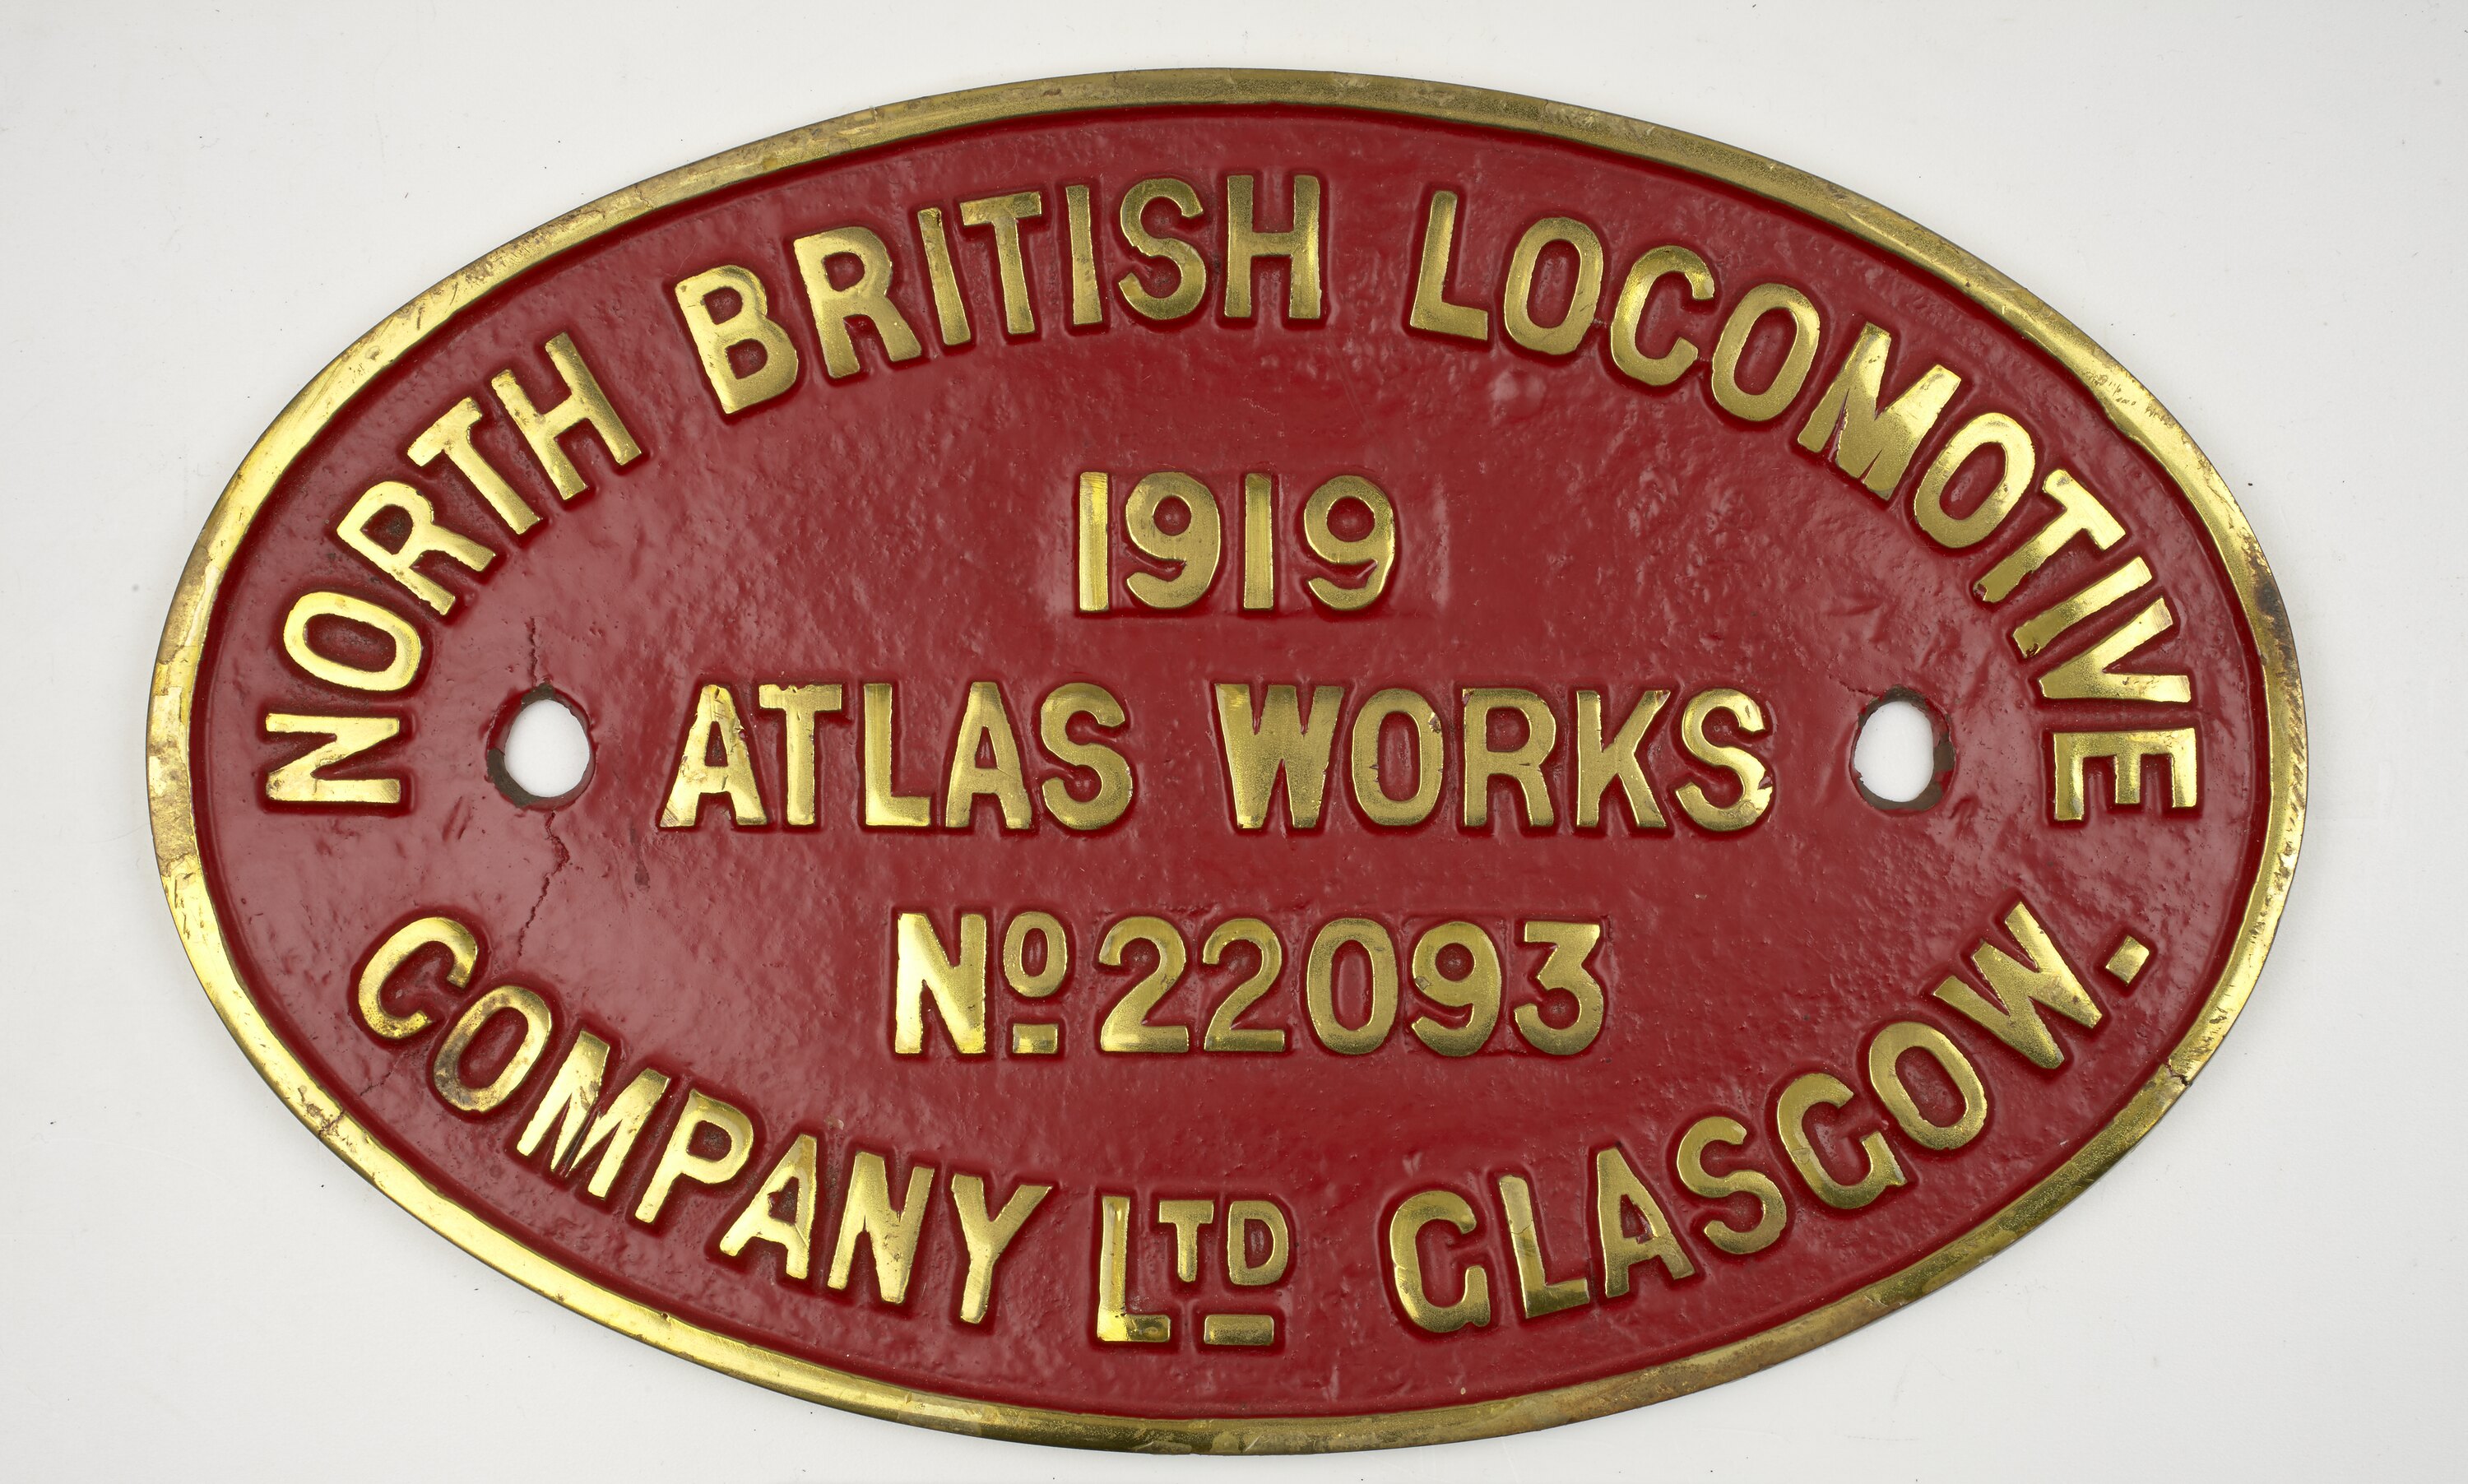 NORTH BRITISH LOCOMOTIVE
1919
ATLAS WORKS
Nº 22093
COMPANY LTD GLASGOW.